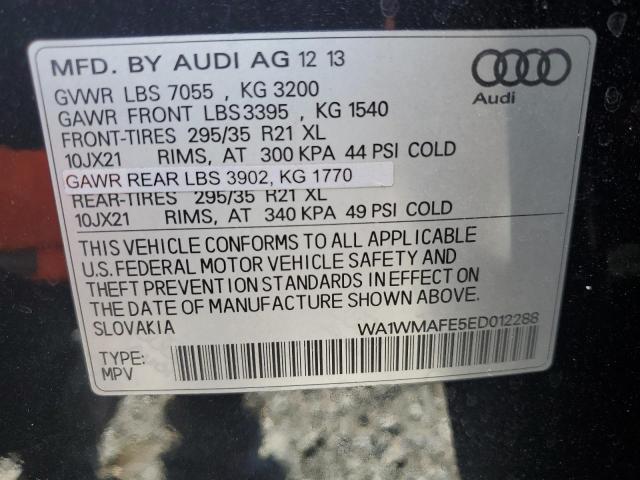 MFD. BY AUDI AG 12 13
GVWR LBS 7055 , KG 3200
GAWR FRONT LBS3395 , KG 1540
FRONT-TIRES 295/35 R21 XL
10JX21 RIMS, AT 300 KPA 44 PSI COLD
GAWR REAR LBS 3902, KG 1770
REAR-TIRES 295/35 R21 XL
10JX21 RIMS, AT 340 KPA 49 PSI COLD
Audi
THIS VEHICLE CONFORMS TO ALL APPLICABLE
U.S. FEDERAL MOTOR VEHICLE SAFETY AND
THEFT PREVENTION STANDARDS IN EFFECT ON
THE DATE OF MANUFACTURE SHOWN ABOVE.
SLOVAKIA WA1WMAFE5ED012288
TYPE:
MPV